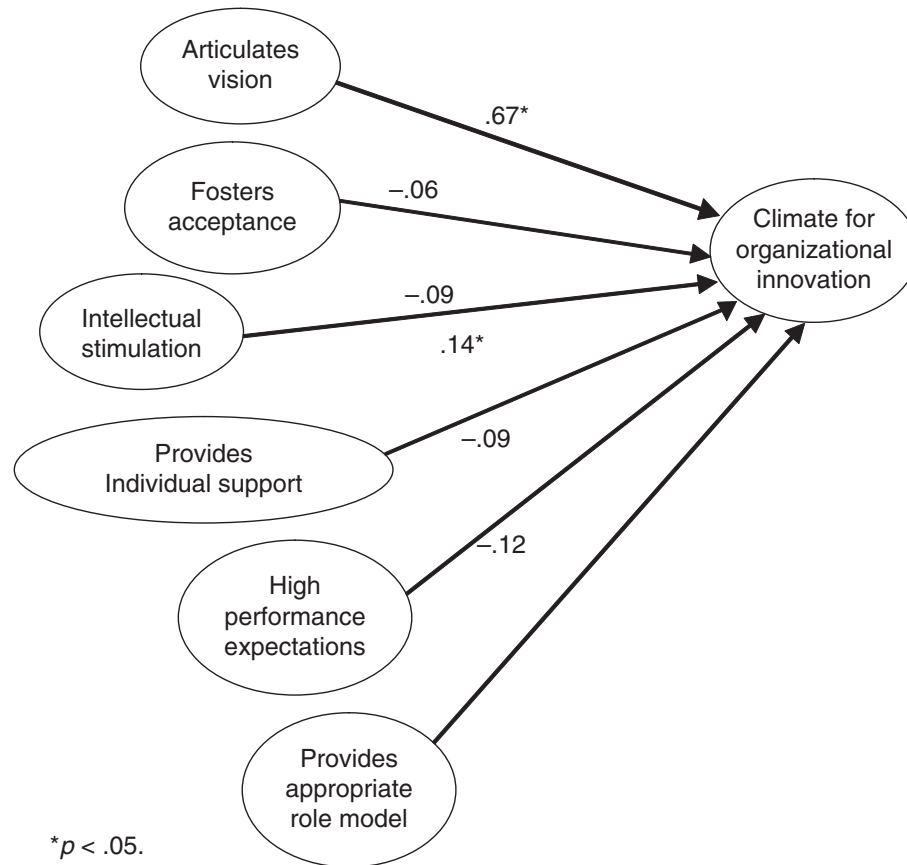 Articulates
vision
.67*
Fosters
acceptance
–.06
Climate for
organizational
innovation
Intellectual
stimulation
–.09
.14*
Provides
Individual support
–.09
–.12
High
performance
expectations
Provides
appropriate
role model
*p < .05.